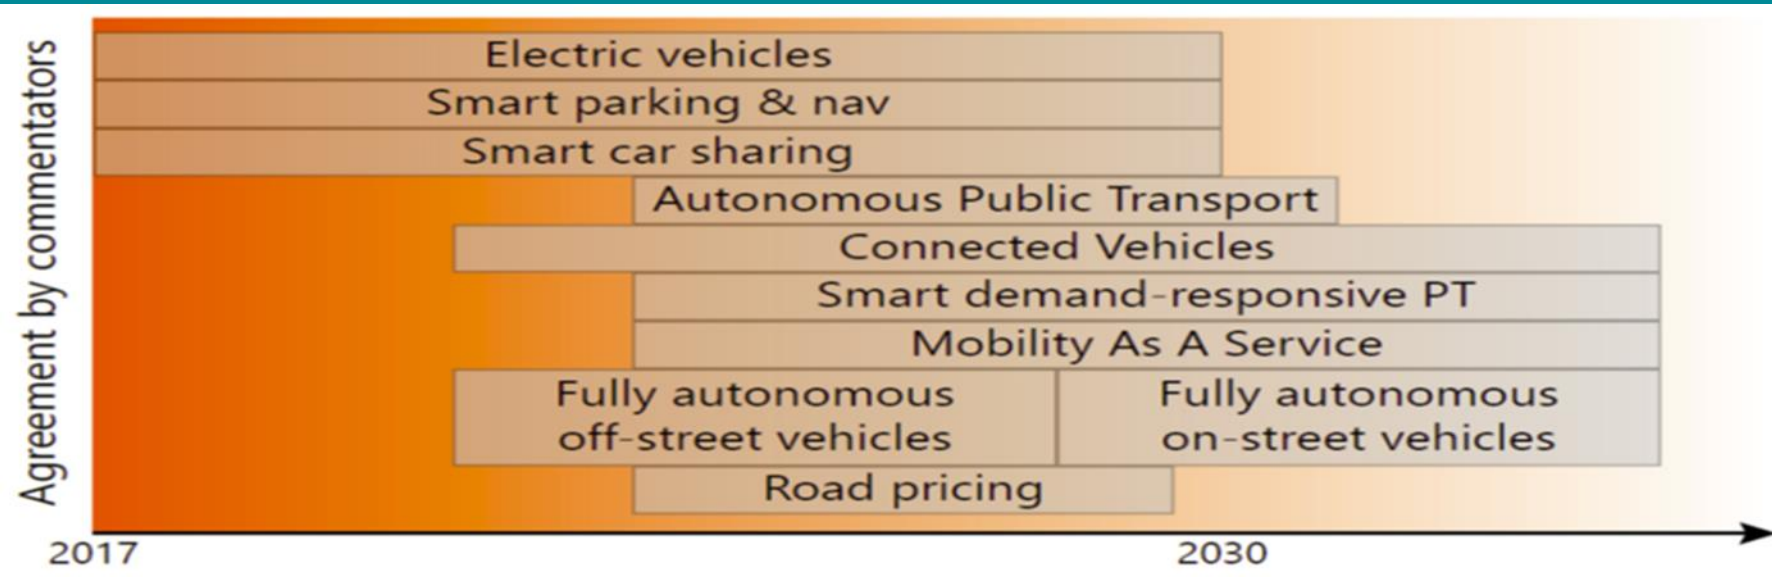 Agreement by commentators
Electric vehicles
Smart parking & nav
Smart car sharing
Autonomous Public Transport
Connected Vehicles
Smart demand-responsive PT
Mobility As A Service
Fully autonomous
off-street vehicles
Fully autonomous
on-street vehicles
Road pricing
2017
2030